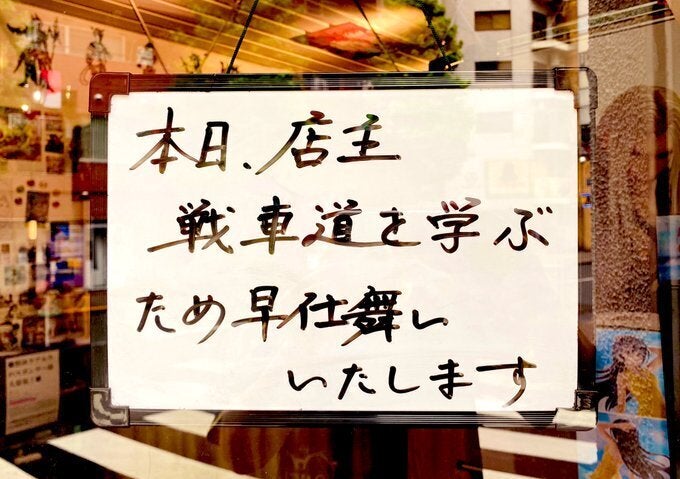 本日、店主
戦車道を学ぶ
ため早仕舞い
いたします